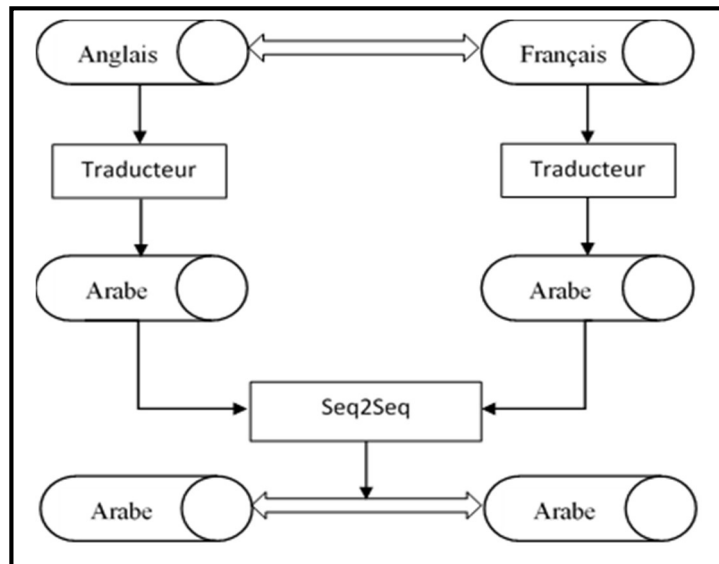 Anglais
Français
Traducteur
Traducteur
Arabe
Arabe
Seq2Seq
Arabe
Arabe